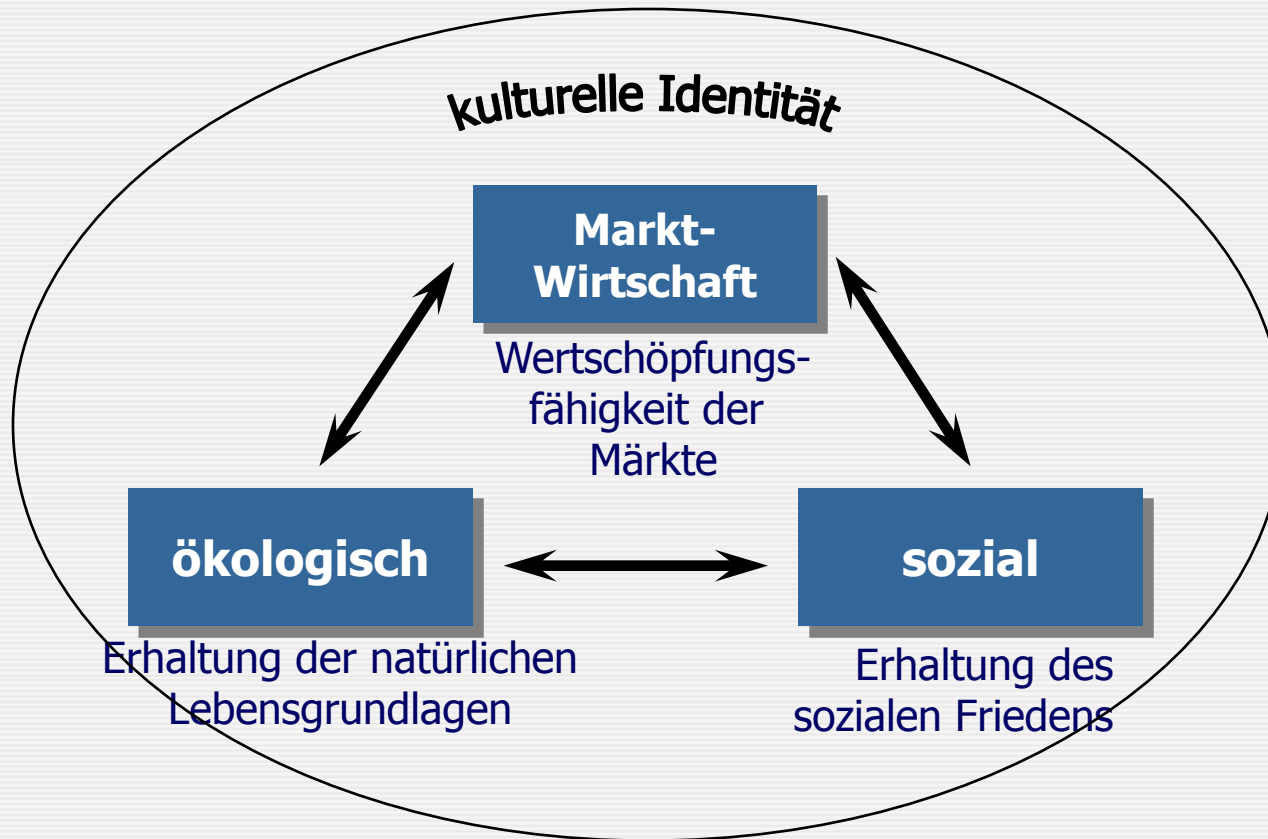 kulturelle Identität
Markt-
Wirtschaft
Wertschöpfungs-
fähigkeit der
Märkte
ökologisch
Erhaltung der natürlichen
Lebensgrundlagen
sozial
Erhaltung des
sozialen Friedens